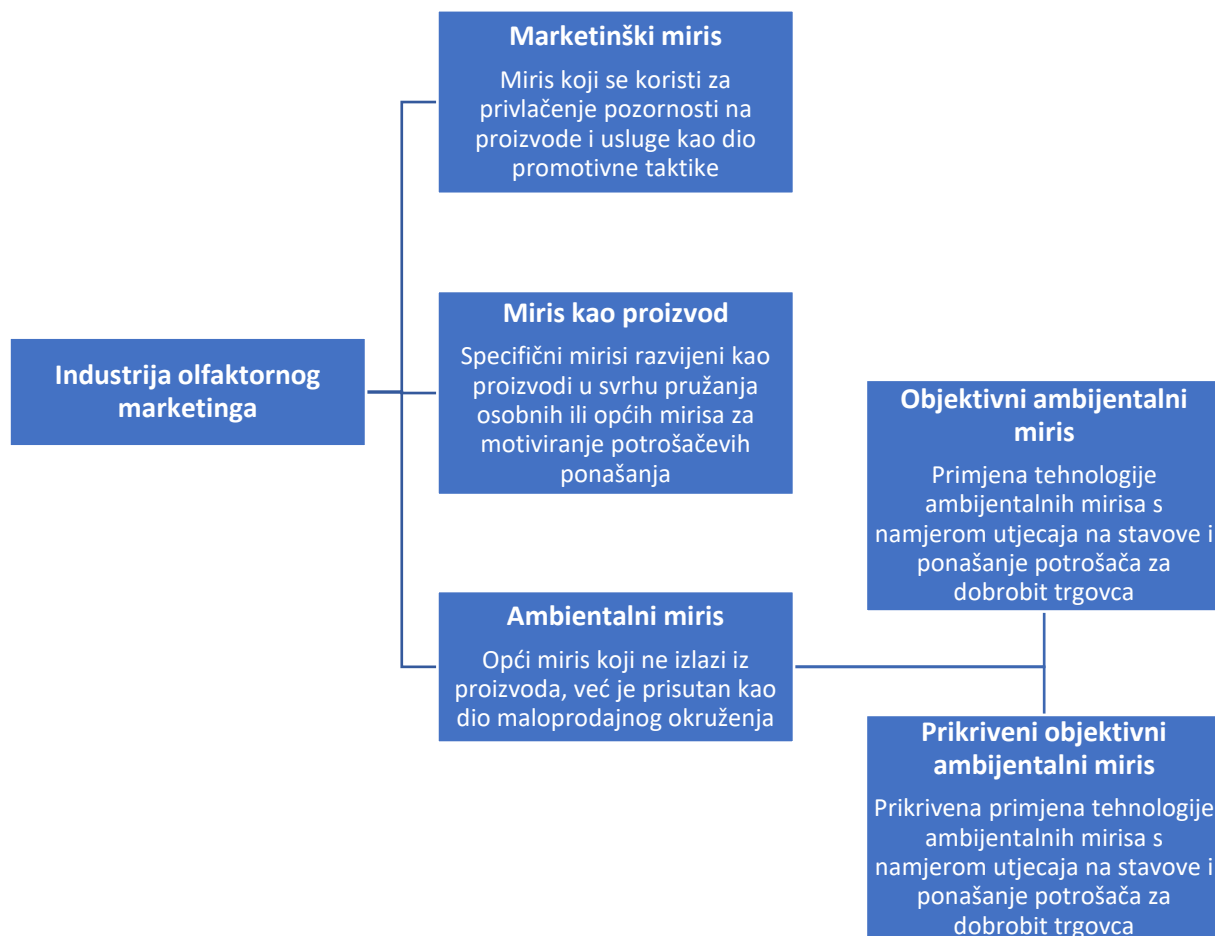 Marketinški miris
Miris koji se koristi za
privlačenje pozornosti na
proizvode i usluge kao dio
promotivne taktike
Industrija olfaktornog
marketinga
Miris kao proizvod
Specifični mirisi razvijeni kao
proizvodi u svrhu pružanja
osobnih ili općih mirisa za
motiviranje potrošačevih
ponašanja
Ambientalni miris
Opći miris koji ne izlazi iz
proizvoda, već je prisutan kao
dio maloprodajnog okruženja
Objektivni ambijentalni
miris
Primjena tehnologije
ambijentalnih mirisa s
namjerom utjecaja na stavove i
ponašanje potrošača za
dobrobit trgovca
Prikriveni objektivni
ambijentalni miris
Prikrivena primjena tehnologije
ambijentalnih mirisa s
namjerom utjecaja na stavove i
ponašanje potrošača za
dobrobit trgovca